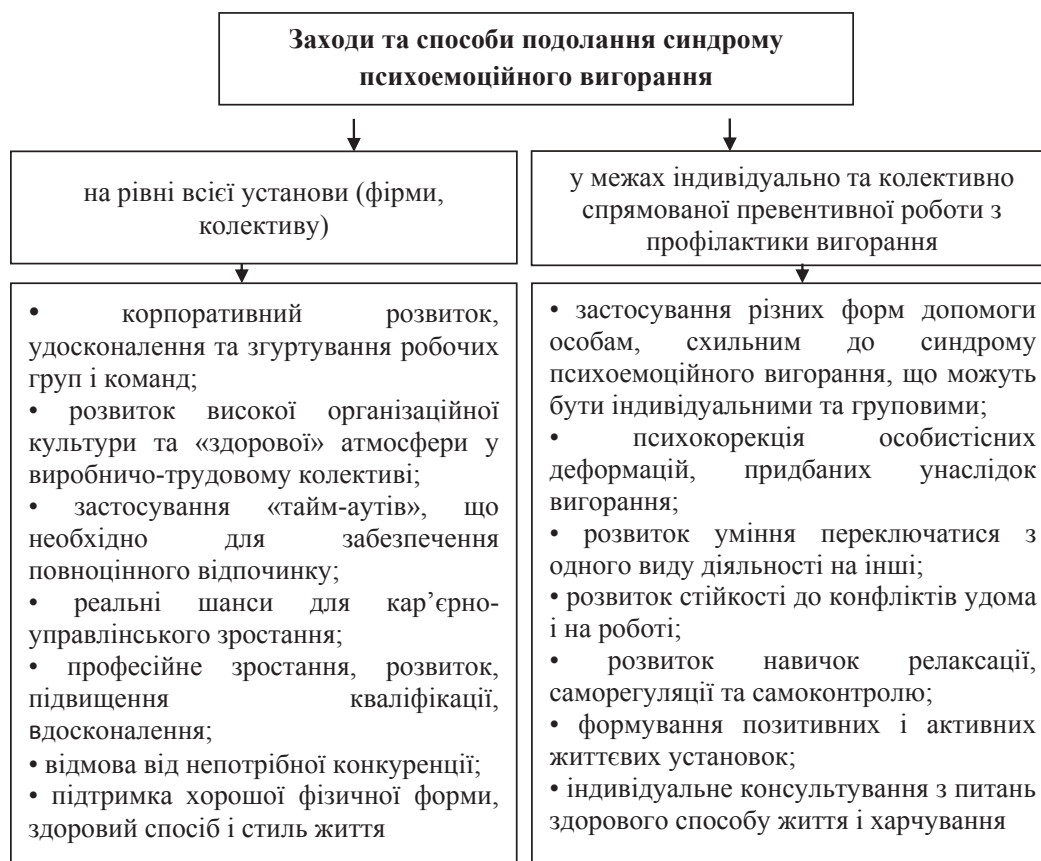 Заходи та способи подолання синдрому
психоемоційного вигорання
на рівні всієї установи (фірми,
колективу)
у межах індивідуально та колективно
спрямованої превентивної роботи з
профілактики вигорання
• корпоративний розвиток,
удосконалення та згуртування робочих
груп і команд;
• розвиток високої організаційної
культури та «здорової» атмосфери у
виробничо-трудовому колективі;
• застосування «тайм-аутів», що
необхідно для забезпечення
повноцінного відпочинку;
• реальні шанси для кар’єрно-
управлінського зростання;
• професійне зростання, розвиток,
підвищення кваліфікації,
вдосконалення;
• відмова від непотрібної конкуренції;
• підтримка хорошої фізичної форми,
здоровий спосіб і стиль життя
• застосування різних форм допомоги
особам, схильним до синдрому
психоемоційного вигорання, що можуть
бути індивідуальними та груповими;
• психокорекція особистісних
деформацій, придбаних унаслідок
вигорання;
• розвиток уміння переключатися з
одного виду діяльності на інші;
• розвиток стійкості до конфліктів удома
і на роботі;
• розвиток навичок релаксації,
саморегуляції та самоконтролю;
• формування позитивних і активних
життєвих установок;
• індивідуальне консультування з питань
здорового способу життя і харчування